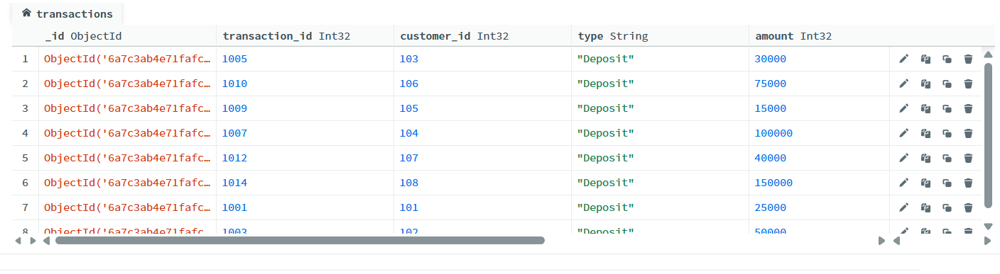 transactions
_id ObjectId transaction_id Int32 customer_id Int32 type String amount Int32
1 ObjectId('6a7c3ab4e71fafc… 1005 103 "Deposit" 30000
2 ObjectId('6a7c3ab4e71fafc… 1010 106 "Deposit" 75000
3 ObjectId('6a7c3ab4e71fafc… 1009 105 "Deposit" 15000
4 ObjectId('6a7c3ab4e71fafc… 1007 104 "Deposit" 100000
5 ObjectId('6a7c3ab4e71fafc… 1012 107 "Deposit" 40000
6 ObjectId('6a7c3ab4e71fafc… 1014 108 "Deposit" 150000
7 ObjectId('6a7c3ab4e71fafc… 1001 101 "Deposit" 25000
8 ObjectId('6a7c3ab4e71fafc… 1003 102 "Deposit" 50000